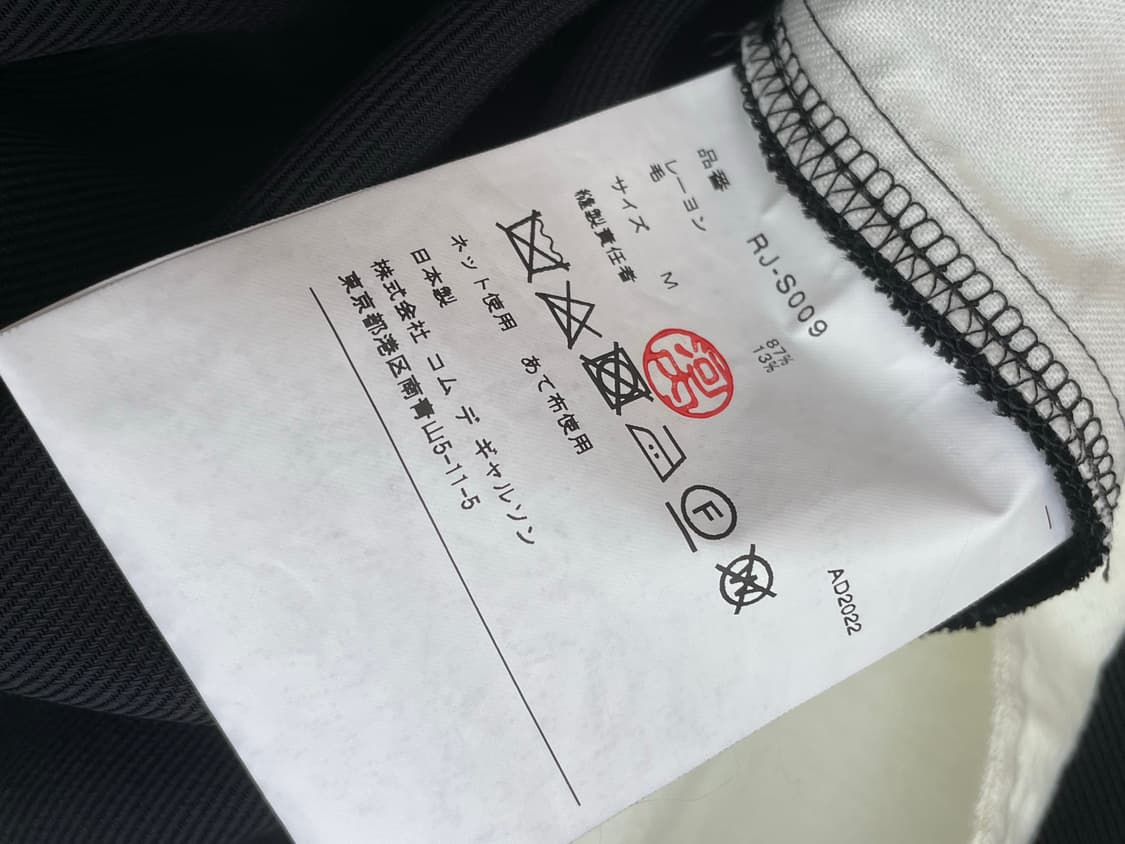 品番 RJ-S009
レーヨン 87%
毛 13%
サイズ M
縫製責任者
F
W
ネット使用 あて布使用
日本製
株式会社 コム デ ギャルソン
東京都港区南青山5-11-5
AD2022